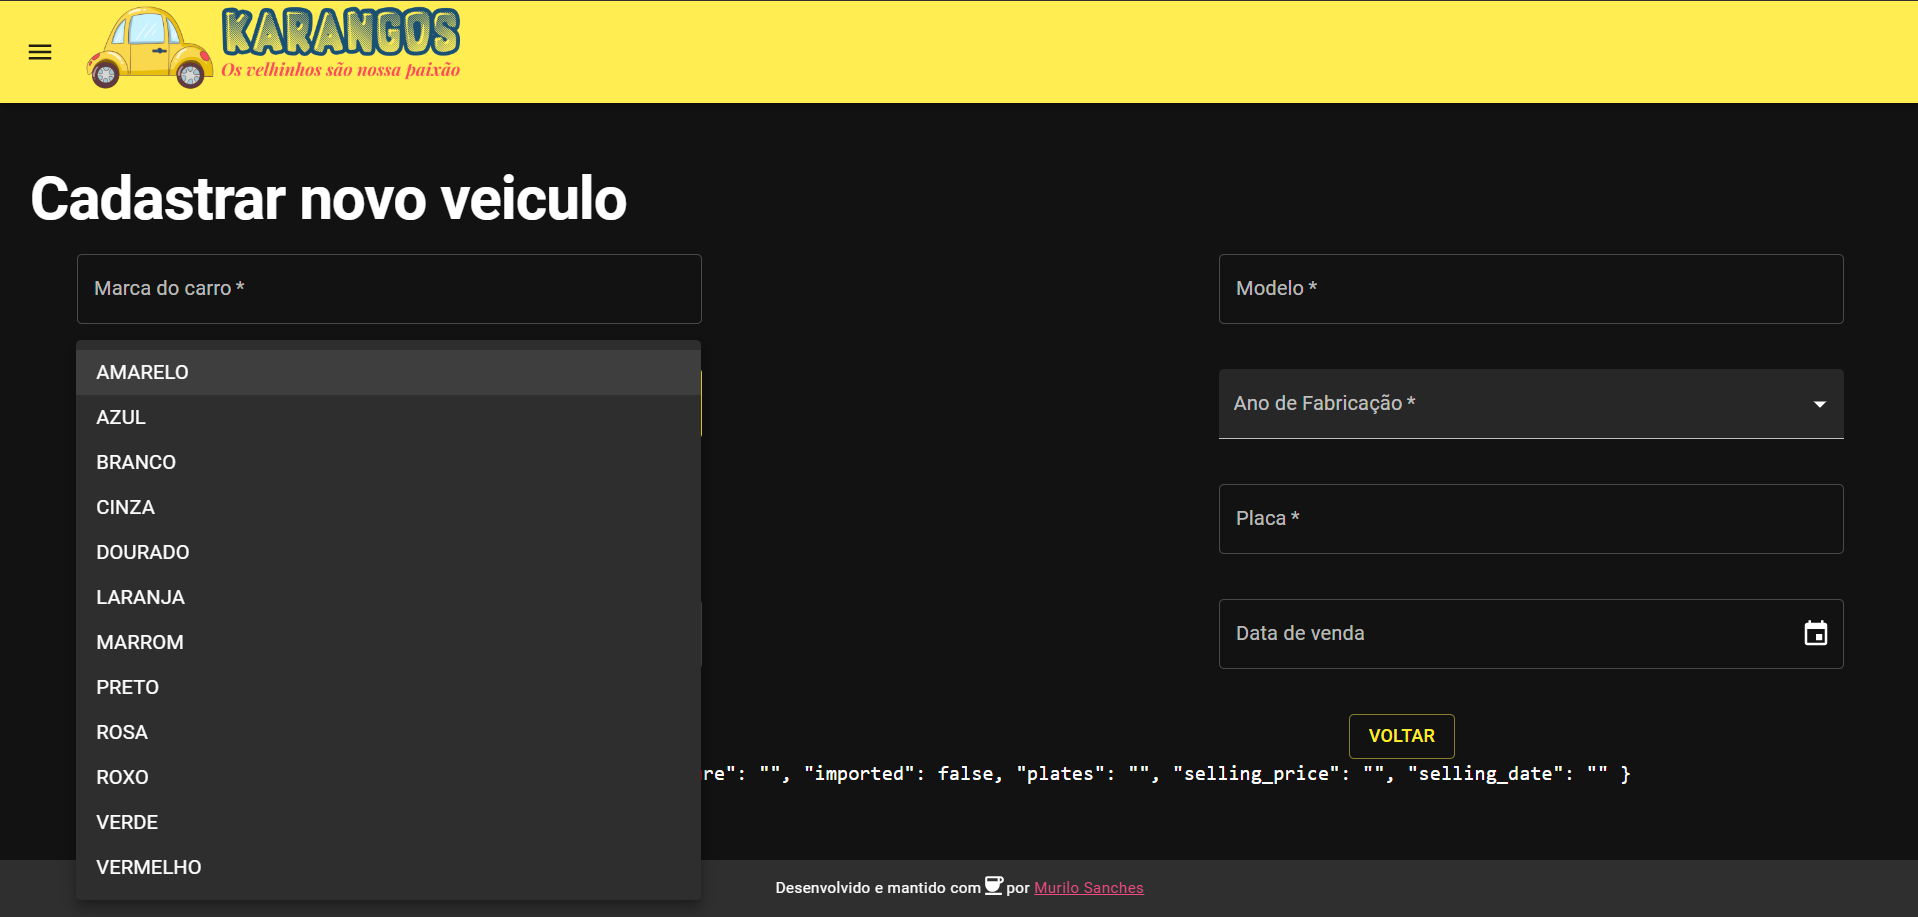 KARANGOS
Os velhinhos são nossa paixão
Cadastrar novo veiculo
Marca do carro *
Modelo *
AMARELO
AZUL
BRANCO
CINZA
DOURADO
LARANJA
MARROM
PRETO
ROSA
ROXO
VERDE
VERMELHO
Ano de Fabricação *
Placa *
Data de venda
VOLTAR
re": "", "imported": false, "plates": "", "selling_price": "", "selling_date": "" }
Desenvolvido e mantido com por Murilo Sanches